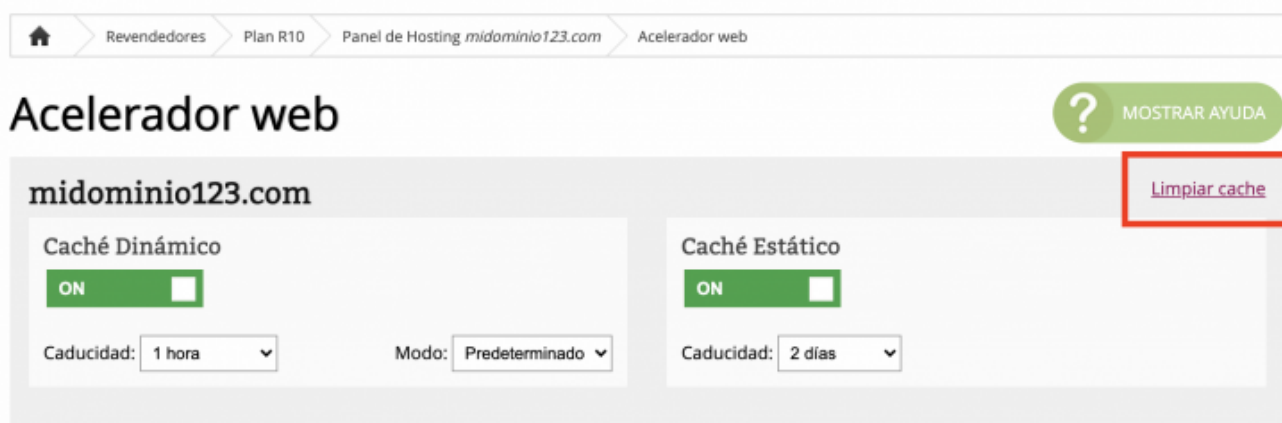 Revendedores Plan R10 Panel de Hosting midominio123.com Acelerador web
Acelerador web
? MOSTRAR AYUDA
midominio123.com
Limpiar cache
Caché Dinámico
ON
Caducidad: 1 hora
Modo: Predeterminado
Caché Estático
ON
Caducidad: 2 días